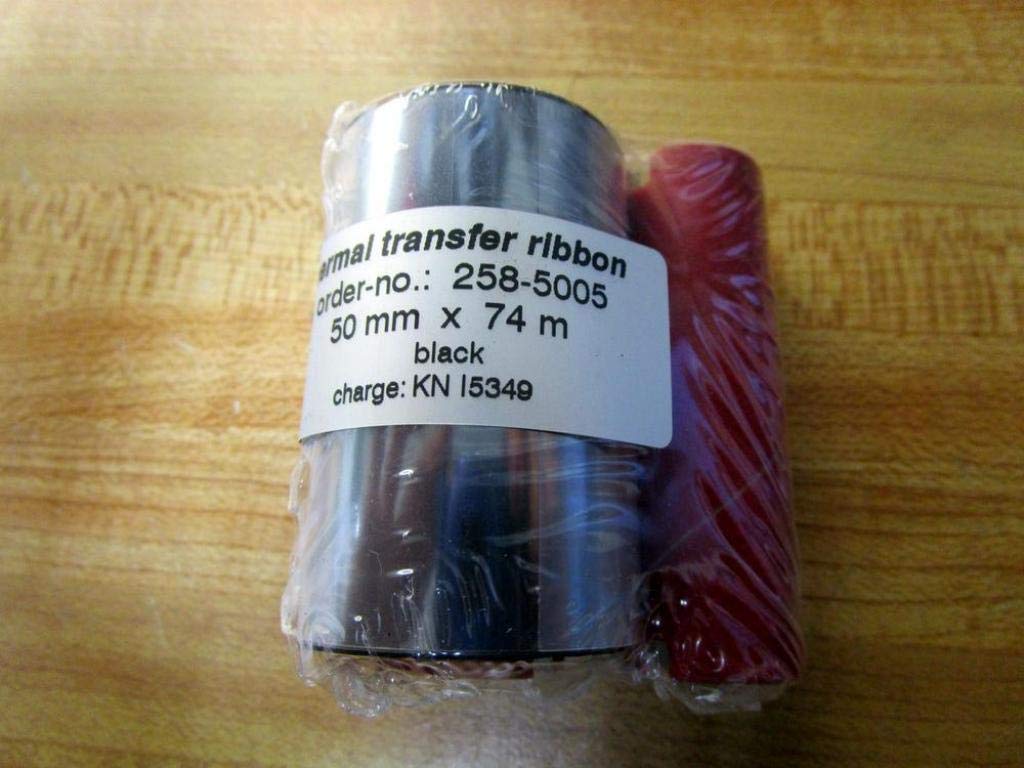 ermal transfer ribbon
order-no.: 258-5005
50 mm x 74 m
black
charge: KN I5349